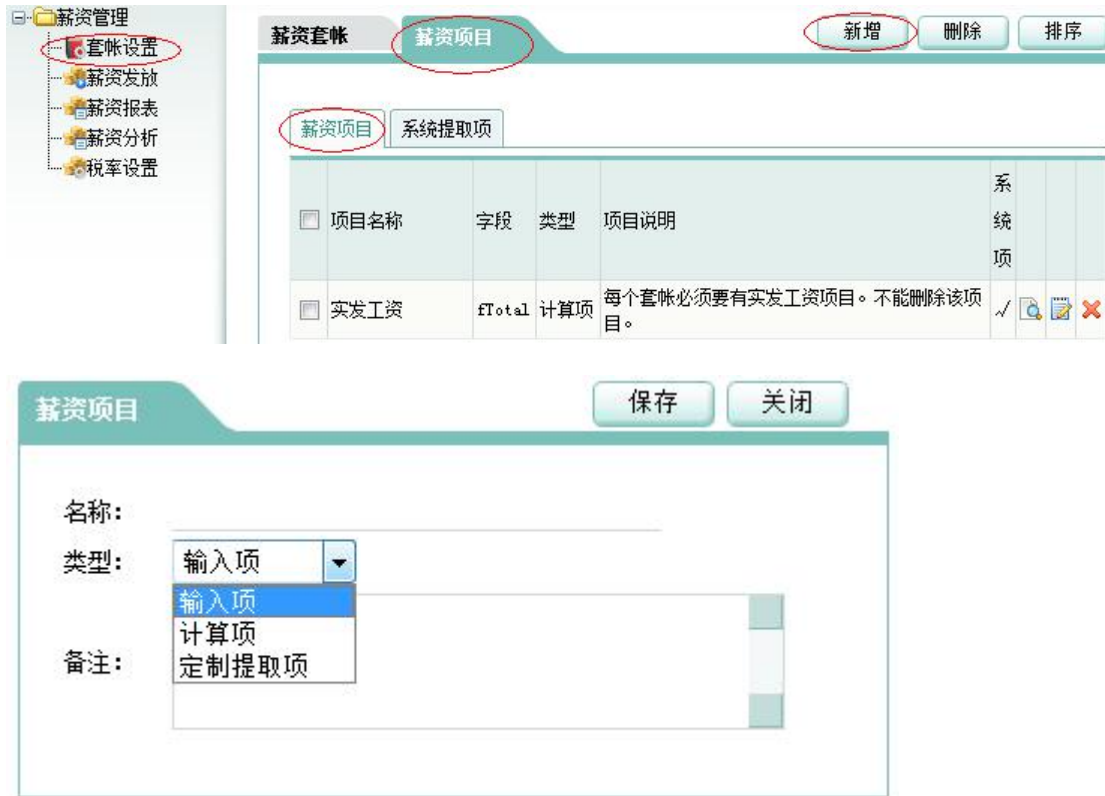 薪资管理
套帐设置
薪资发放
薪资报表
薪资分析
税率设置
薪资套帐 薪资项目 新增 删除 排序
薪资项目 系统提取项
项目名称 字段 类型 项目说明 系统项
实发工资 fTotal 计算项 每个套帐必须要有实发工资项目。不能删除该项
目。 √
薪资项目 保存 关闭
名称:
类型: 输入项
输入项
计算项
定制提取项
备注: